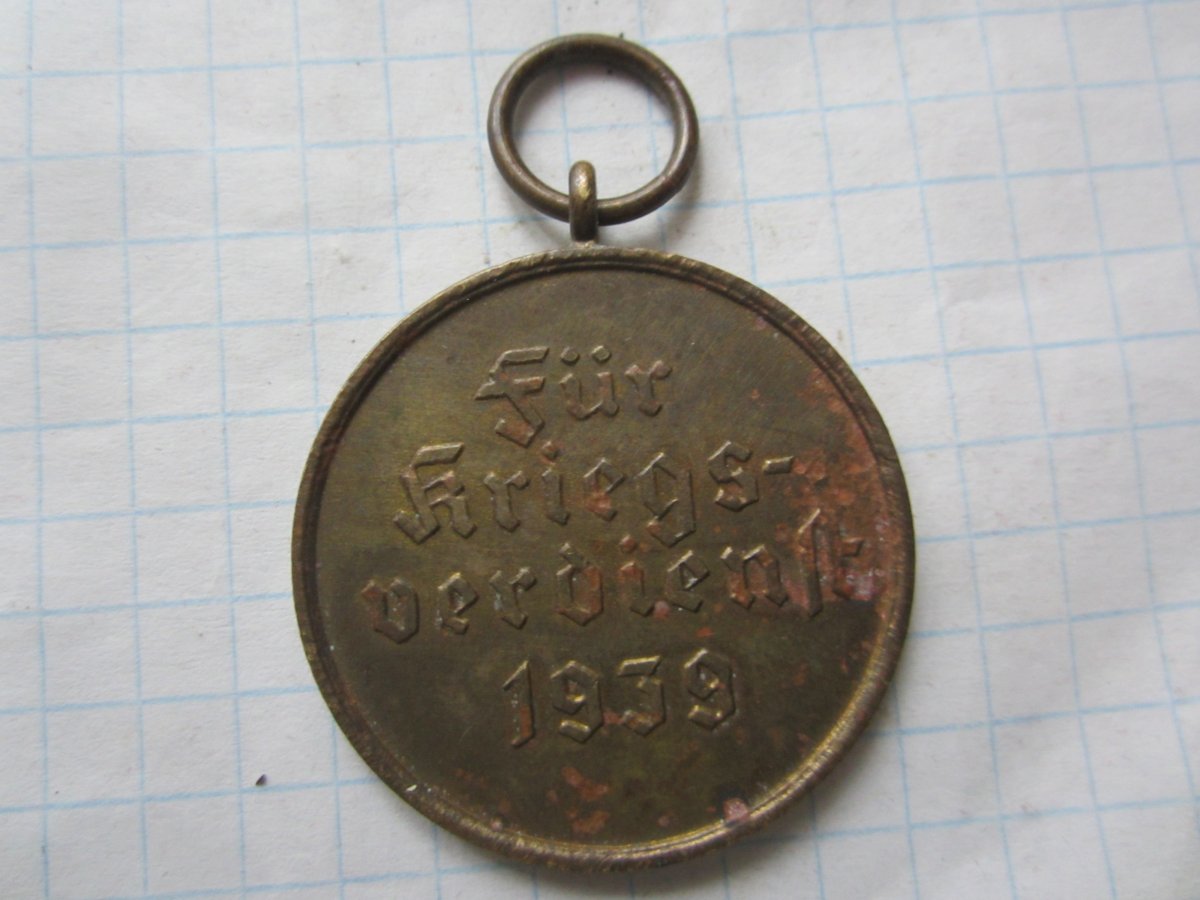 Für
Kriegs-
verdienst
1939